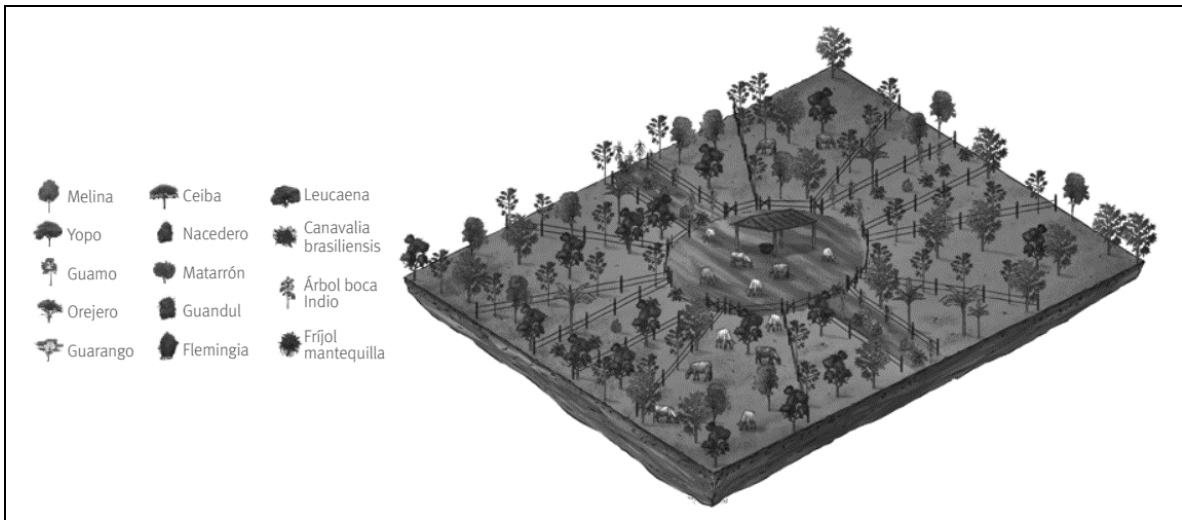 Melina
Yopo
Guamo
Orejero
Guarango
Ceiba
Nacedero
Matarrón
Guandul
Flemingia
Leucaena
Canavalia
brasiliensis
Árbol boca
Indio
Fríjol
mantequilla